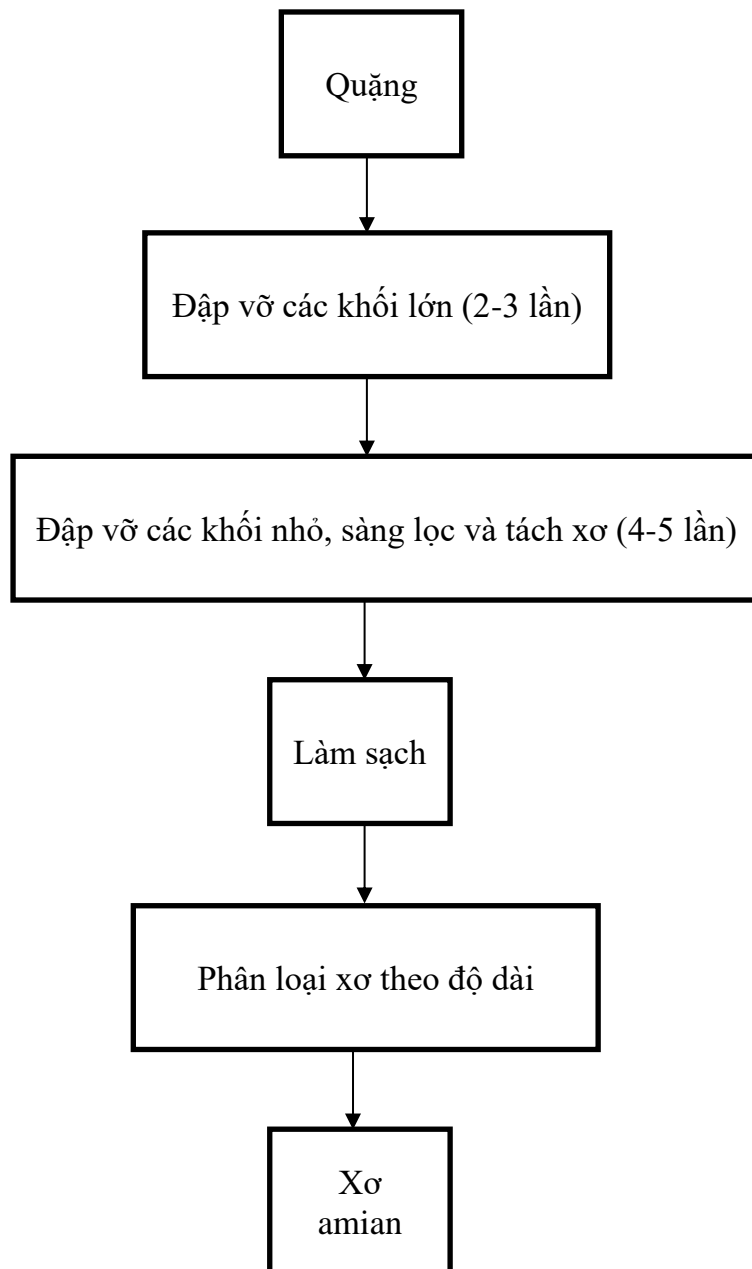 Quặng
Đập vỡ các khối lớn (2-3 lần)
Đập vỡ các khối nhỏ, sàng lọc và tách xơ (4-5 lần)
Làm sạch
Phân loại xơ theo độ dài
Xơ
amian